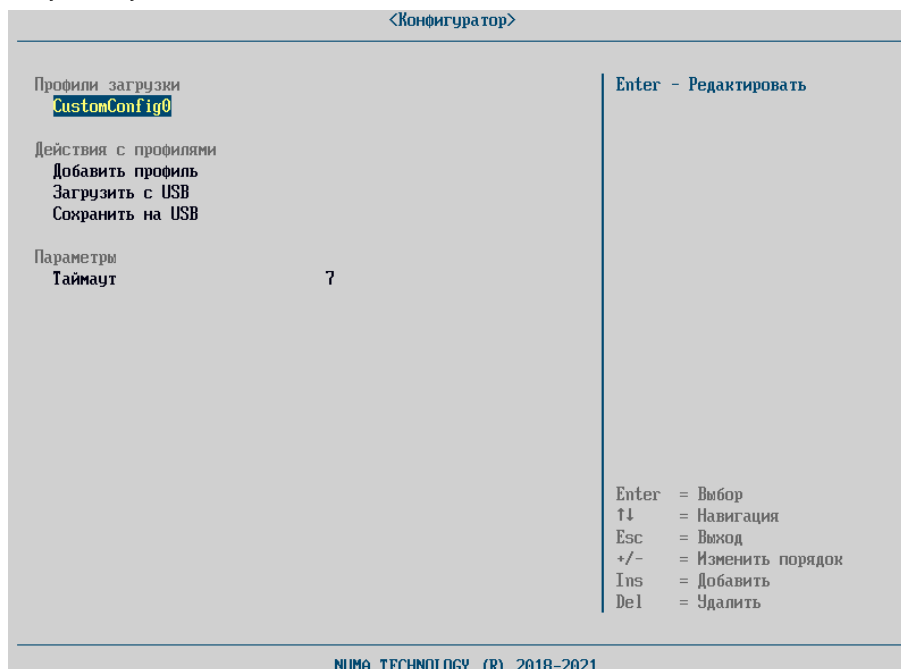 <Конфигуратор>
Профили загрузки
CustomConfig0
Действия с профилями
Добавить профиль
Загрузить с USB
Сохранить на USB
Параметры
Таймаут 7
Enter - Редактировать
Enter = Выбор
↑↓ = Навигация
Esc = Выход
+/- = Изменить порядок
Ins = Добавить
Del = Удалить
NUMA TECHNOLOGY (R) 2018-2021